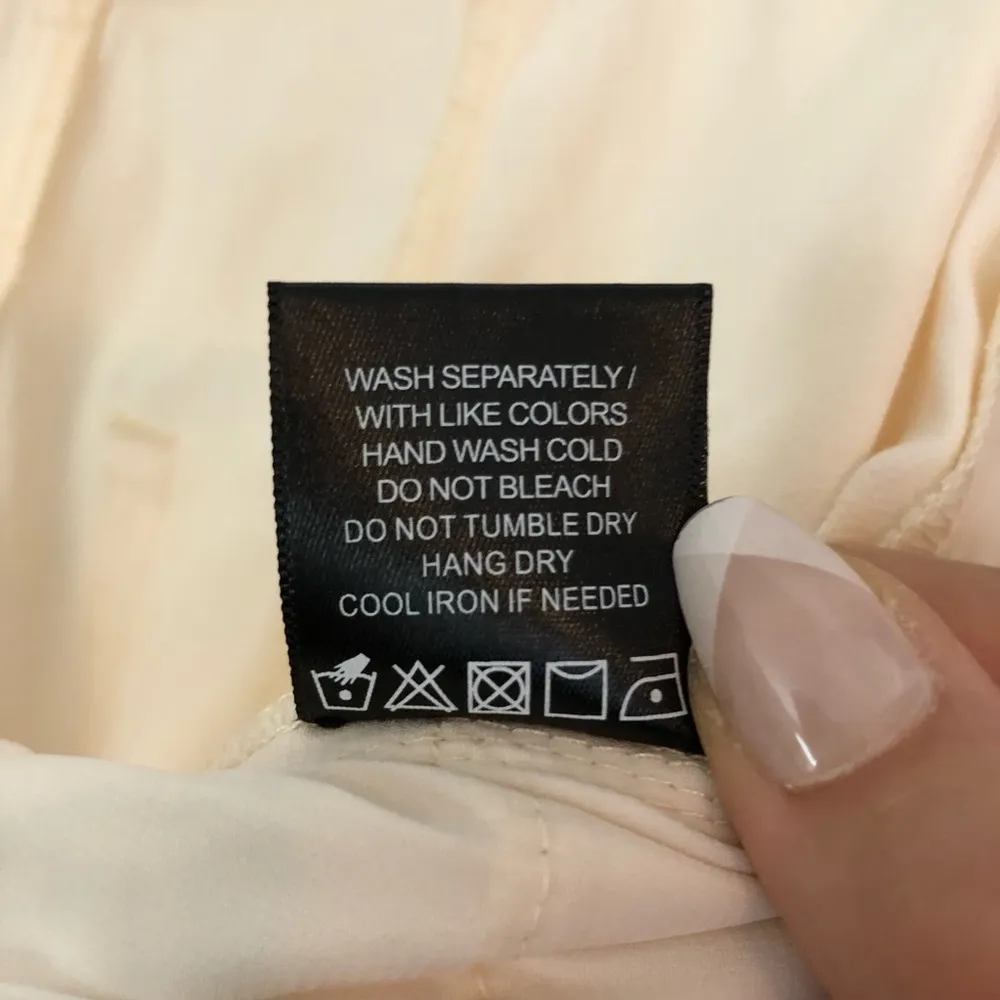 WASH SEPARATELY /
WITH LIKE COLORS
HAND WASH COLD
DO NOT BLEACH
DO NOT TUMBLE DRY
HANG DRY
COOL IRON IF NEEDED